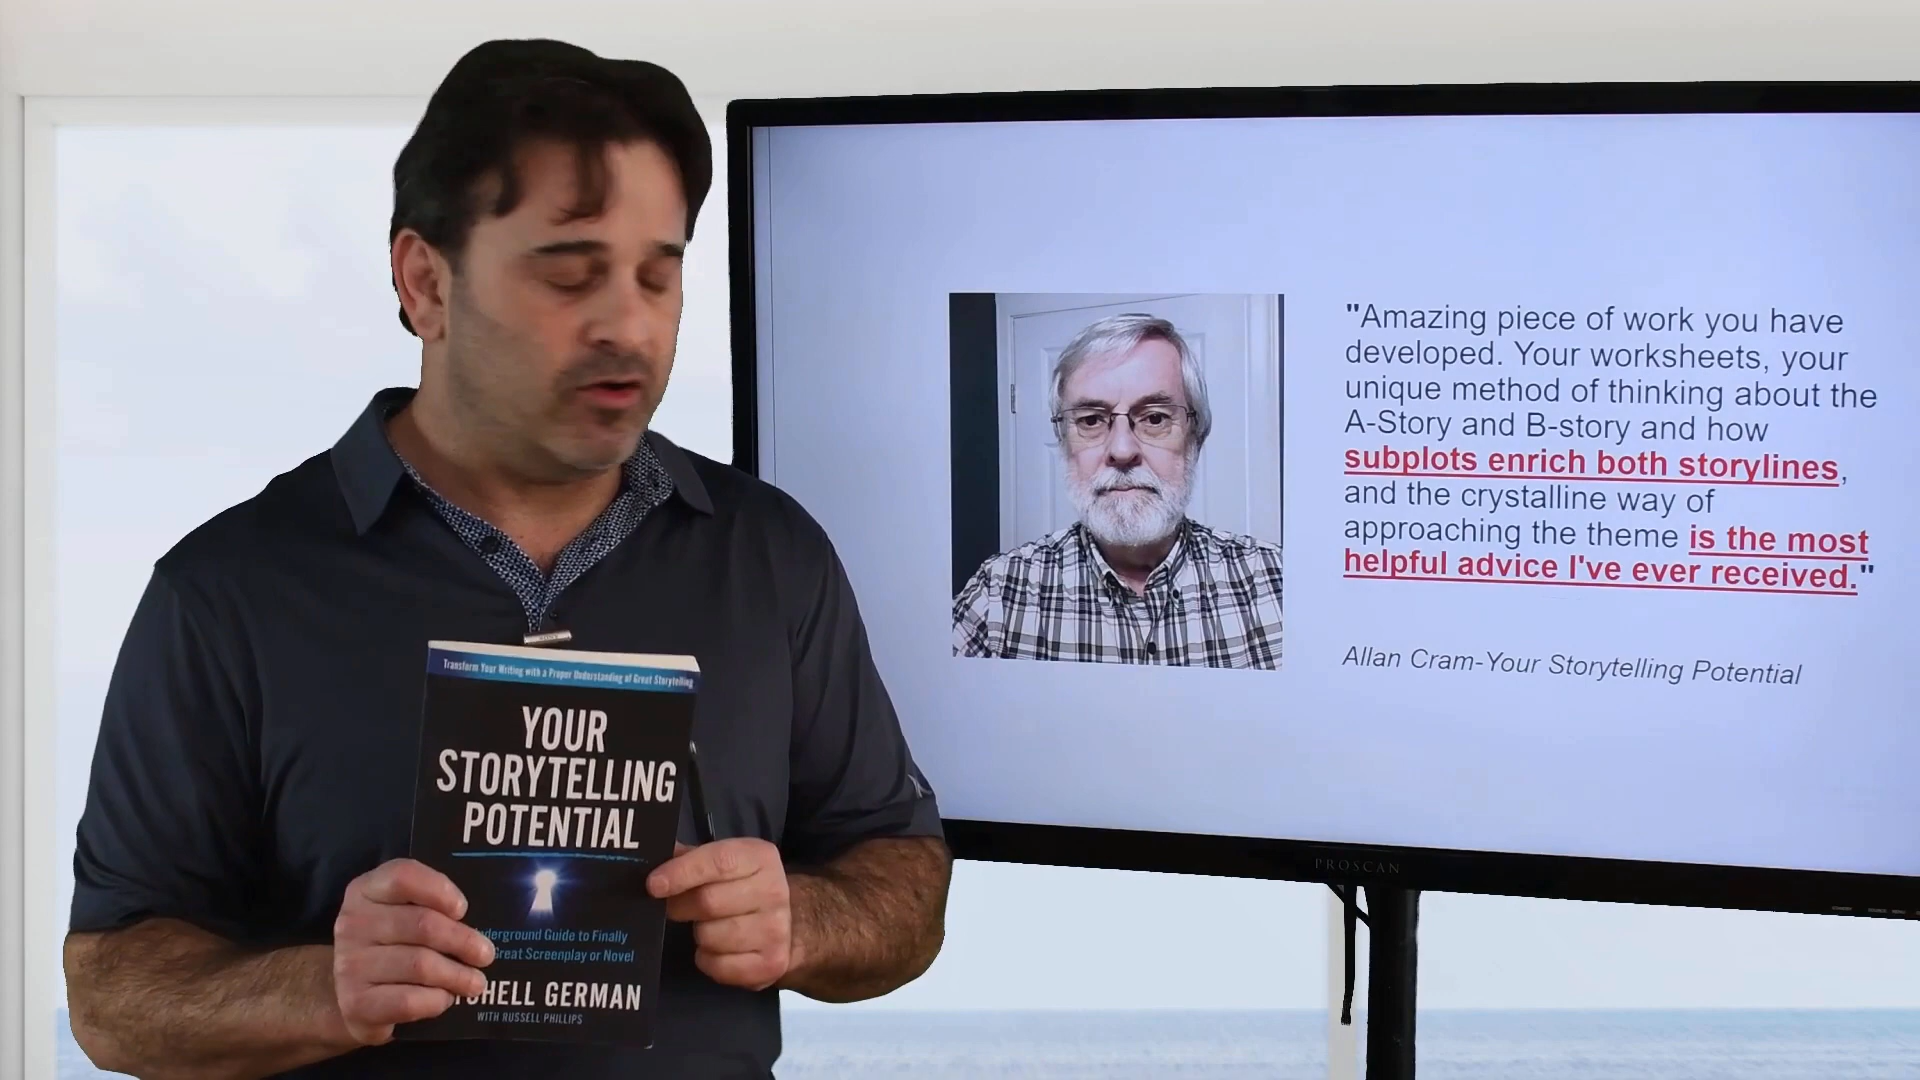 "Amazing piece of work you have
developed. Your worksheets, your
unique method of thinking about the
A-Story and B-story and how
subplots enrich both storylines,
and the crystalline way of
approaching the theme is the most
helpful advice I've ever received."
Allan Cram-Your Storytelling Potential
PROSCAN
Transform Your Writing with a Proper Understanding of Great Storytelling
YOUR
STORYTELLING
POTENTIAL
Guide to Finally
Great Screenplay or Novel
GERMAN
WITH RUSSELL PHILLIPS